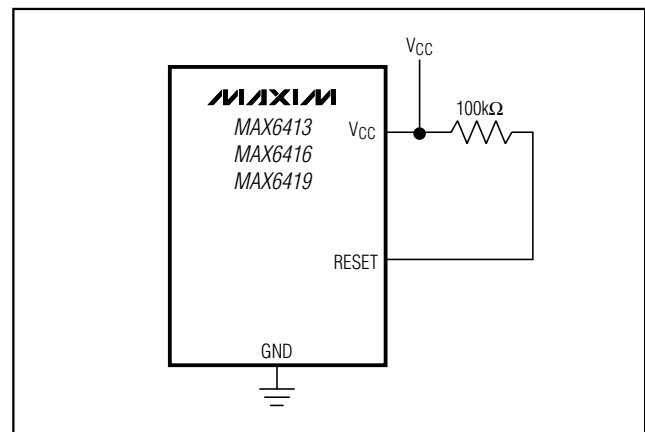 VCC
100kΩ
MAXIM
MAX6413
VCC
MAX6416
MAX6419
RESET
GND